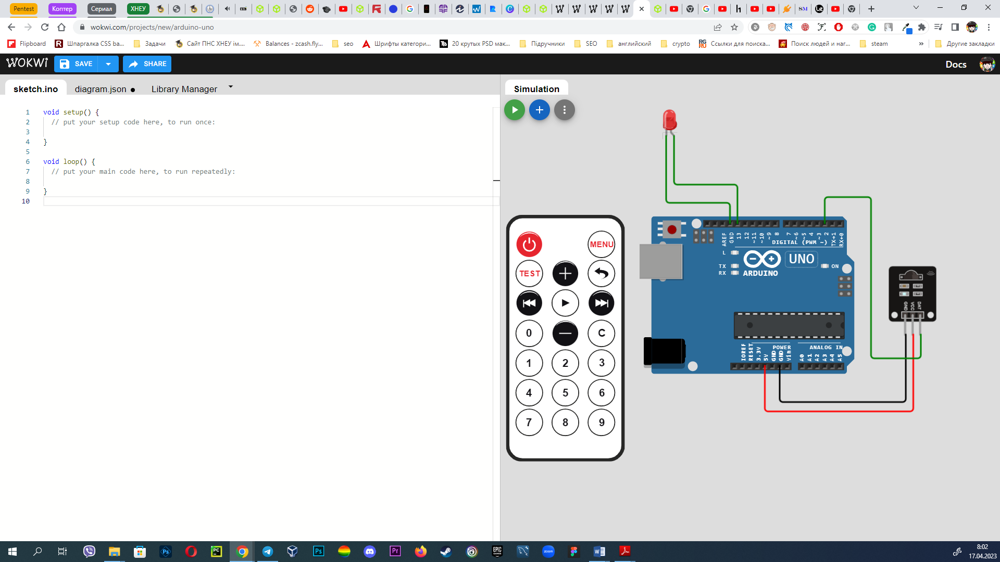 Pentest
Коптер
Сериал
ХНЕУ
wokwi.com/projects/new/arduino-uno
Flipboard
Шпаргалка CSS ba...
Задачи
Сайт ПНС ХНЕУ ім....
Balances - zcash.fly...
seo
Шрифты категори...
20 крутых PSD мак...
Підручники
SEO
английский
crypto
Ссылки для поиска...
Поиск людей и наг...
steam
»
Другие закладки
WOKWI
SAVE
SHARE
Docs
sketch.ino
diagram.json ●
Library Manager
Simulation
1 void setup() {
2 // put your setup code here, to run once:
3
4 }
5
6 void loop() {
7 // put your main code here, to run repeatedly:
8
9 }
10
MENU
TEST
0
C
1
2
3
4
5
6
7
8
9
AREF
GND
13
12
~11
~10
~9
8
7
~6
~5
4
~3
2
TX→1
RX←0
DIGITAL (PWM ~)
L
TX
RX
UNO
ARDUINO
ON
IOREF
RESET
3.3V
5V
GND
GND
Vin
POWER
ANALOG IN
A0
A1
A2
A3
A4
A5
GND
VCC
DAT
8:02
17.04.2023